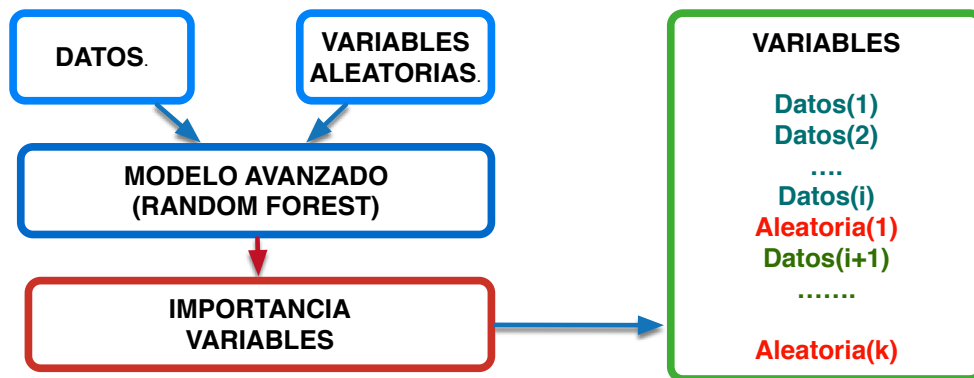 DATOS.
VARIABLES
ALEATORIAS.
MODELO AVANZADO
(RANDOM FOREST)
IMPORTANCIA
VARIABLES
VARIABLES
Datos(1)
Datos(2)
....
Datos(i)
Aleatoria(1)
Datos(i+1)
.......
Aleatoria(k)